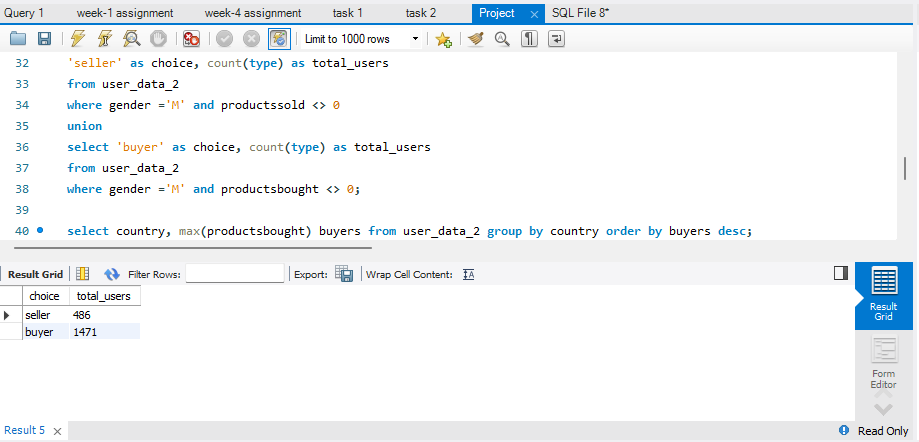 Query 1 week-1 assignment week-4 assignment task 1 task 2 Project × SQL File 8*
Limit to 1000 rows
32 'seller' as choice, count(type) as total_users
33 from user_data_2
34 where gender ='M' and productssold <> 0
35 union
36 select 'buyer' as choice, count(type) as total_users
37 from user_data_2
38 where gender ='M' and productsbought <> 0;
39
40 select country, max(productsbought) buyers from user_data_2 group by country order by buyers desc;
Result Grid Filter Rows: Export: Wrap Cell Content: IA
choice total_users
seller 486
buyer 1471
Result
Grid
Form
Editor
Result 5 × Read Only